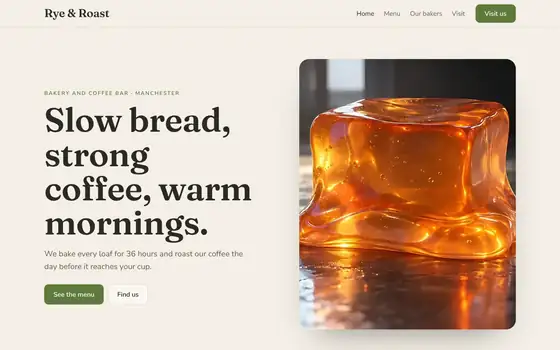 Rye & Roast
Home Menu Our bakers Visit Visit us
BAKERY AND COFFEE BAR · MANCHESTER
Slow bread,
strong
coffee, warm
mornings.
We bake every loaf for 36 hours and roast our coffee the
day before it reaches your cup.
See the menu Find us